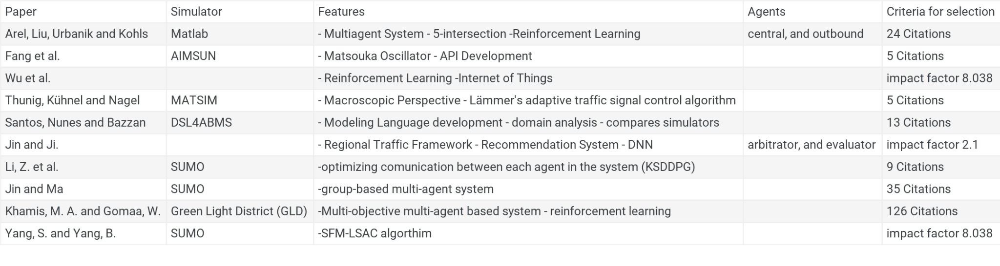 Paper Simulator Features Agents Criteria for selection
Arel, Liu, Urbanik and Kohls Matlab - Multiagent System - 5-intersection -Reinforcement Learning central, and outbound 24 Citations
Fang et al. AIMSUN - Matsouka Oscillator - API Development 5 Citations
Wu et al. - Reinforcement Learning -Internet of Things impact factor 8.038
Thunig, Kühnel and Nagel MATSIM - Macroscopic Perspective - Lämmer's adaptive traffic signal control algorithm 5 Citations
Santos, Nunes and Bazzan DSL4ABMS - Modeling Language development - domain analysis - compares simulators 13 Citations
Jin and Ji. - Regional Traffic Framework - Recommendation System - DNN arbitrator, and evaluator impact factor 2.1
Li, Z. et al. SUMO -optimizing comunication between each agent in the system (KSDDPG) 9 Citations
Jin and Ma SUMO -group-based multi-agent system 35 Citations
Khamis, M. A. and Gomaa, W. Green Light District (GLD) -Multi-objective multi-agent based system - reinforcement learning 126 Citations
Yang, S. and Yang, B. SUMO -SFM-LSAC algorthim impact factor 8.038